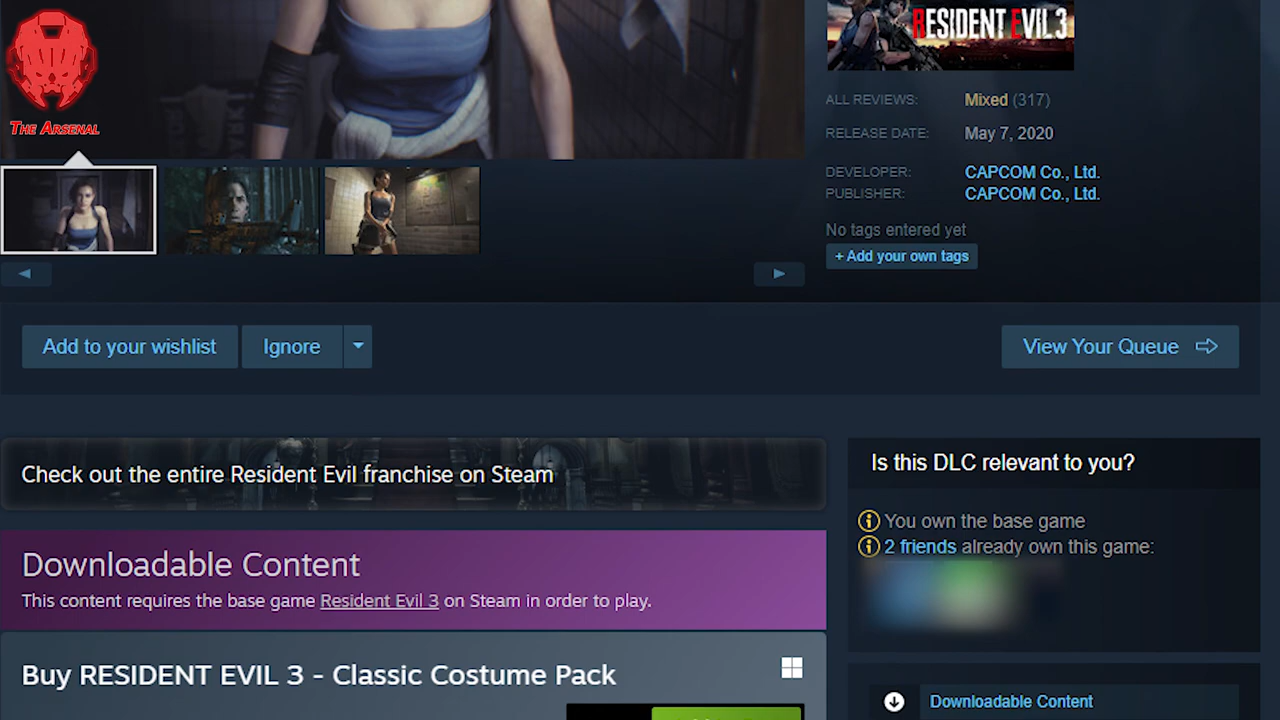 THE ARSENAL
RESIDENT EVIL 3
ALL REVIEWS: Mixed (317)
RELEASE DATE: May 7, 2020
DEVELOPER: CAPCOM Co., Ltd.
PUBLISHER: CAPCOM Co., Ltd.
No tags entered yet
+ Add your own tags
Add to your wishlist
Ignore
View Your Queue
Check out the entire Resident Evil franchise on Steam
Is this DLC relevant to you?
You own the base game
2 friends already own this game:
Downloadable Content
This content requires the base game Resident Evil 3 on Steam in order to play.
Buy RESIDENT EVIL 3 - Classic Costume Pack
Downloadable Content